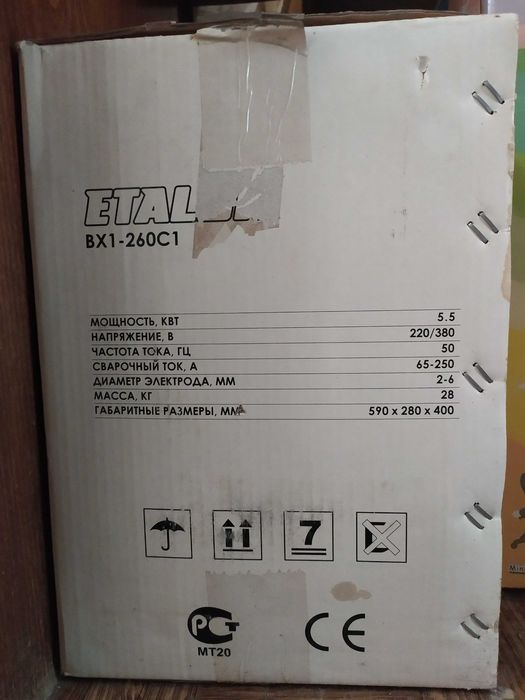 ETAL
BX1-260C1
МОЩНОСТЬ, КВТ 5.5
НАПРЯЖЕНИЕ, В 220/380
ЧАСТОТА ТОКА, ГЦ 50
СВАРОЧНЫЙ ТОК, А 65-250
ДИАМЕТР ЭЛЕКТРОДА, ММ 2-6
МАССА, КГ 28
ГАБАРИТНЫЕ РАЗМЕРЫ, ММ 590 x 280 x 400
7
РСТ
МТ20
CE
Min